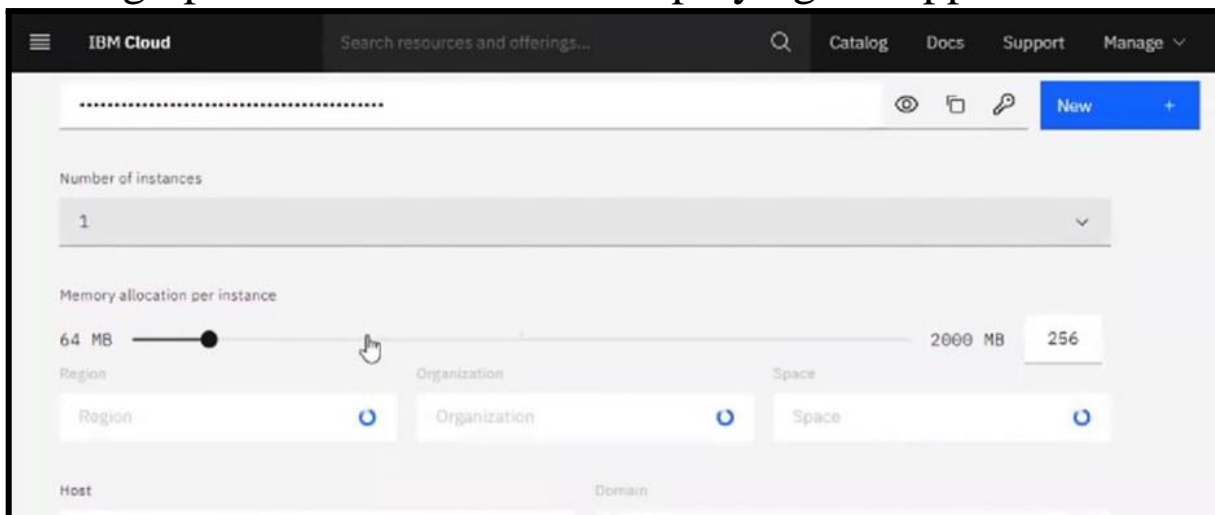 IBM Cloud Search resources and offerings... Catalog Docs Support Manage
•••••••••••••••••••••••••••••••••••••••••••• New +
Number of instances
1
Memory allocation per instance
64 MB 2000 MB 256
Region Organization Space
Region Organization Space
Host Domain